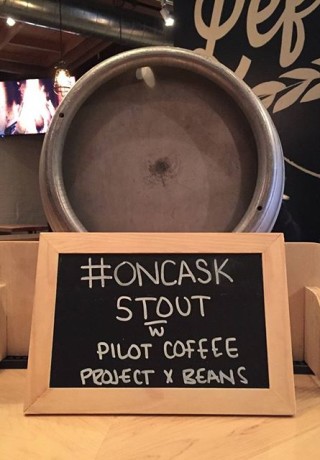 #ONCASK
STOUT
W
PILOT COFFEE
PROJECT X BEANS